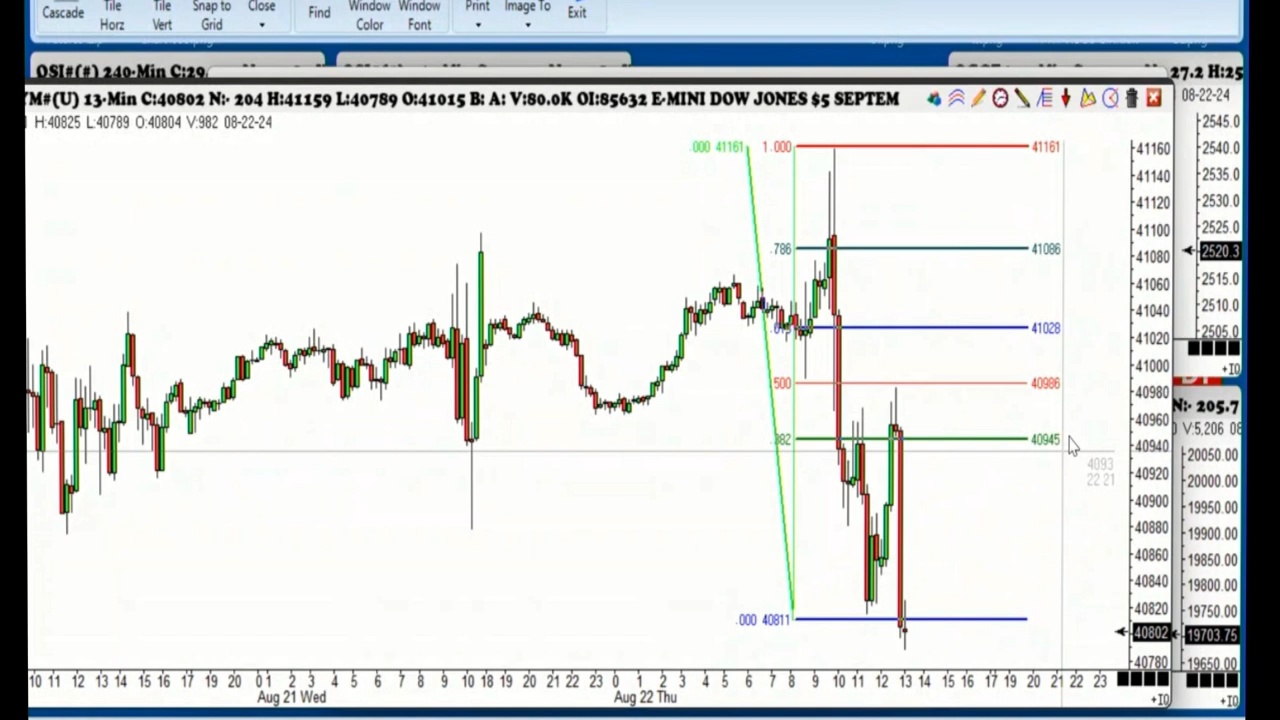 Cascade
Tile Horz
Tile Vert
Snap to Grid
Close
Find
Window Color
Window Font
Print
Image To
Exit
OSI#(#) 240-Min C:29
27.2 H:25
08-22-24
YM#(U) 13-Min C:40802 N:- 204 H:41159 L:40789 O:41015 B: A: V:80.0K OI:85632 E-MINI DOW JONES $5 SEPTEM
H:40825 L:40789 O:40804 V:982 08-22-24
.000 41161
1.000
41161
.786
41086
41028
500
40986
.382
40945
4093
22 21
.000 40811
41160
41140
41120
41100
41080
41060
41040
41020
41000
40980
40960
40940
40920
40900
40880
40860
40840
40820
40802
40780
2545.0
2540.0
2535.0
2530.0
2525.0
2520.3
2515.0
2510.0
2505.0
+IO
N:- 205.7
V:5,206 08
20050.00
20000.00
19950.00
19900.00
19850.00
19800.00
19750.00
19703.75
19650.00
10 11 12 13 14 15 16 17 18 19 20 0 1 2 3 4 5 6 7 8 9 10 18 19 20 21 22 23 0 1 2 3 4 5 6 7 8 9 10 11 12 13 15 16 17 18 19 20 21 22 23
Aug 21 Wed
Aug 22 Thu
+IO
+IO